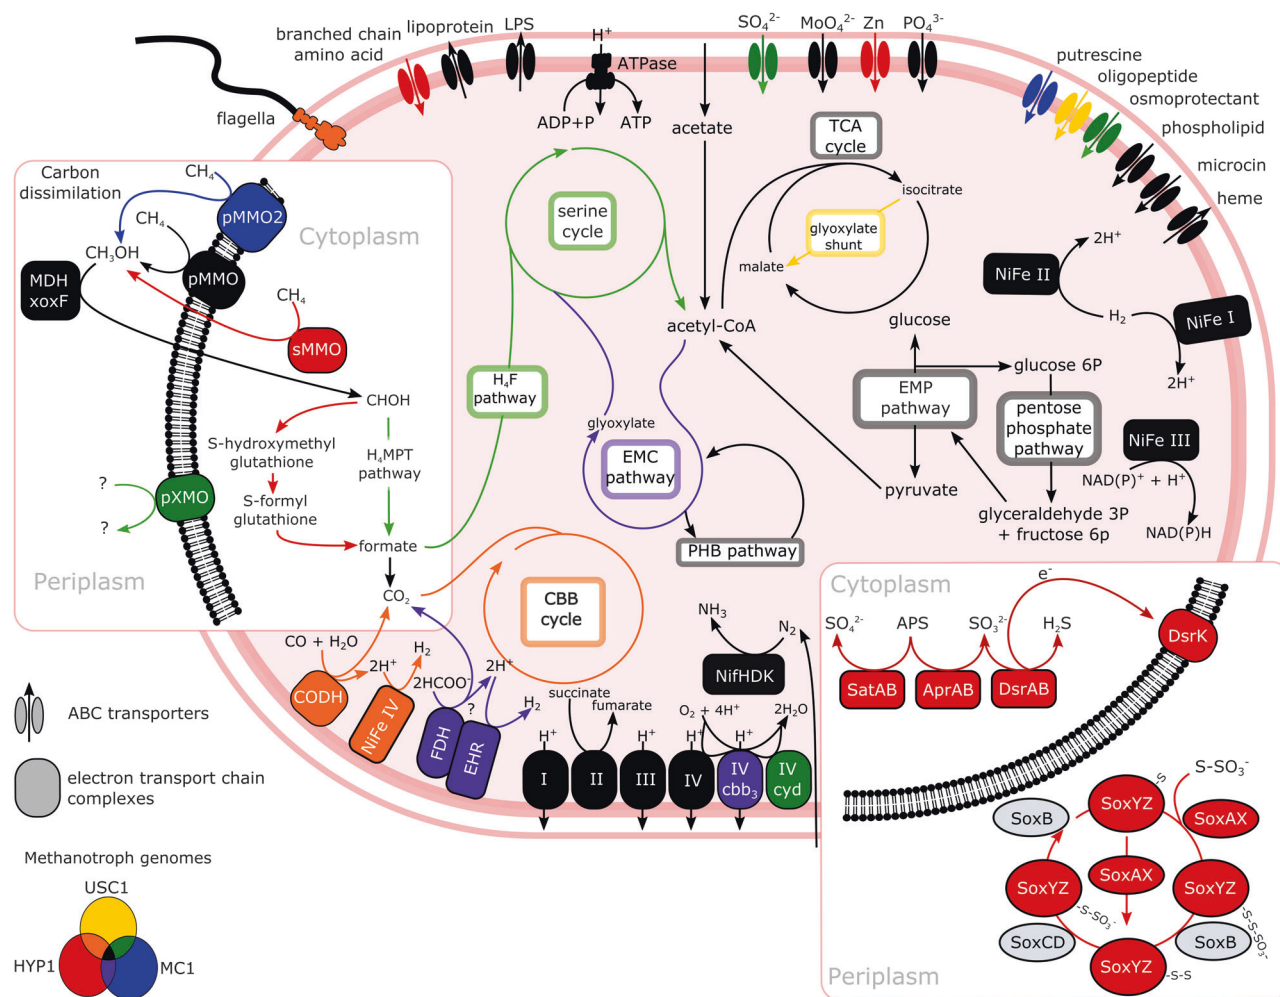 branched chain
amino acid
lipoprotein
LPS
H⁺
ATPase
ADP+P
ATP
SO₄²⁻
MoO₄²⁻
Zn
PO₄³⁻
putrescine
oligopeptide
osmoprotectant
phospholipid
microcin
heme
flagella
acetate
TCA
cycle
isocitrate
glyoxylate
shunt
malate
serine
cycle
acetyl-CoA
Carbon
dissimilation
CH₄
pMMO2
Cytoplasm
CH₄
CH₃OH
pMMO
MDH
xoxF
CH₄
sMMO
CHOH
S-hydroxymethyl
glutathione
H₄MPT
pathway
S-formyl
glutathione
?
pXMO
?
formate
Periplasm
CO₂
H₄F
pathway
glyoxylate
EMC
pathway
PHB pathway
glucose
EMP
pathway
glucose 6P
pentose
phosphate
pathway
pyruvate
glyceraldehyde 3P
+ fructose 6p
2H⁺
NiFe II
H₂
NiFe I
2H⁺
NiFe III
NAD(P)⁺ + H⁺
NAD(P)H
CBB
cycle
CO + H₂O
CODH
2H⁺
H₂
NiFe IV
2HCOO⁻
2H⁺
?
H₂
FDH
EHR
succinate
fumarate
NH₃
N₂
NifHDK
O₂ + 4H⁺
2H₂O
H⁺
H⁺
H⁺
H⁺
I
II
III
IV
IV
cbb₃
IV
cyd
ABC transporters
electron transport chain
complexes
Methanotroph genomes
USC1
HYP1
MC1
Cytoplasm
e⁻
SO₄²⁻
APS
SO₃²⁻
H₂S
DsrK
SatAB
AprAB
DsrAB
-S
S-SO₃⁻
SoxYZ
SoxB
SoxAX
SoxYZ
SoxAX
SoxYZ
-S-SO₃⁻
-S-S-SO₃⁻
SoxCD
SoxB
SoxYZ
-S-S
Periplasm